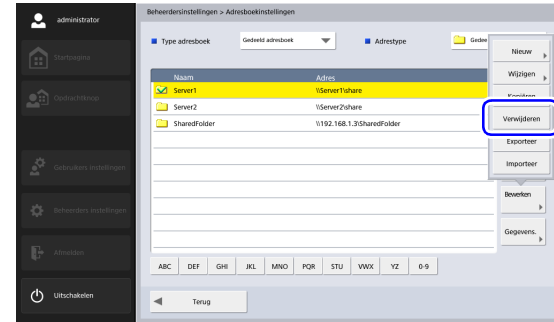 administrator
Beheerdersinstellingen > Adresboekinstellingen
Type adresboek
Gedeeld adresboek
Adrestype
Startpagina
Naam
Adres
Server1
\\Server1\share
Opdrachtknop
Server2
\\Server2\share
SharedFolder
\\192.168.1.3\SharedFolder
Nieuw
Wijzigen
Kopiëren
Verwijderen
Exporteer
Importeer
Gebruikers Instellingen
Beheerders instellingen
Bewerken
Gegevens.
Afmelden
ABC
DEF
GHI
JKL
MNO
PQR
STU
VWX
YZ
0-9
Uitschakelen
Terug